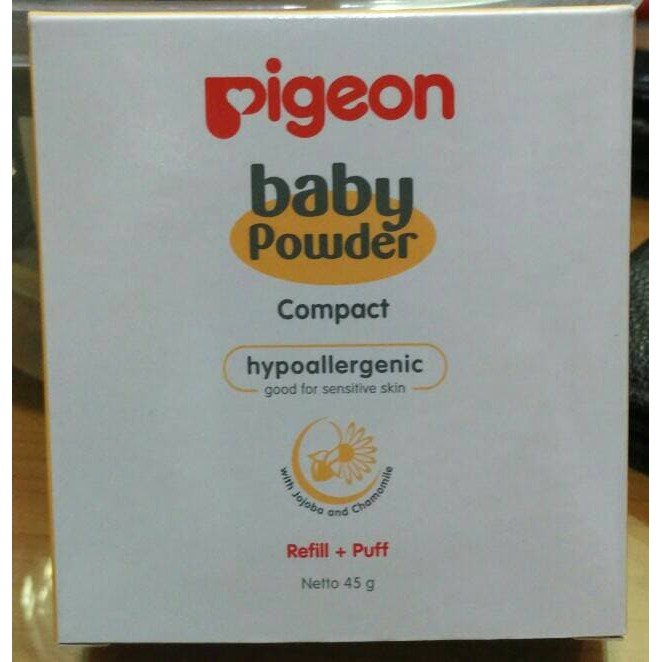 pigeon
baby
Powder
Compact
hypoallergenic
good for sensitive skin
with Jojoba and Chamomile
Refill + Puff
Netto 45 g